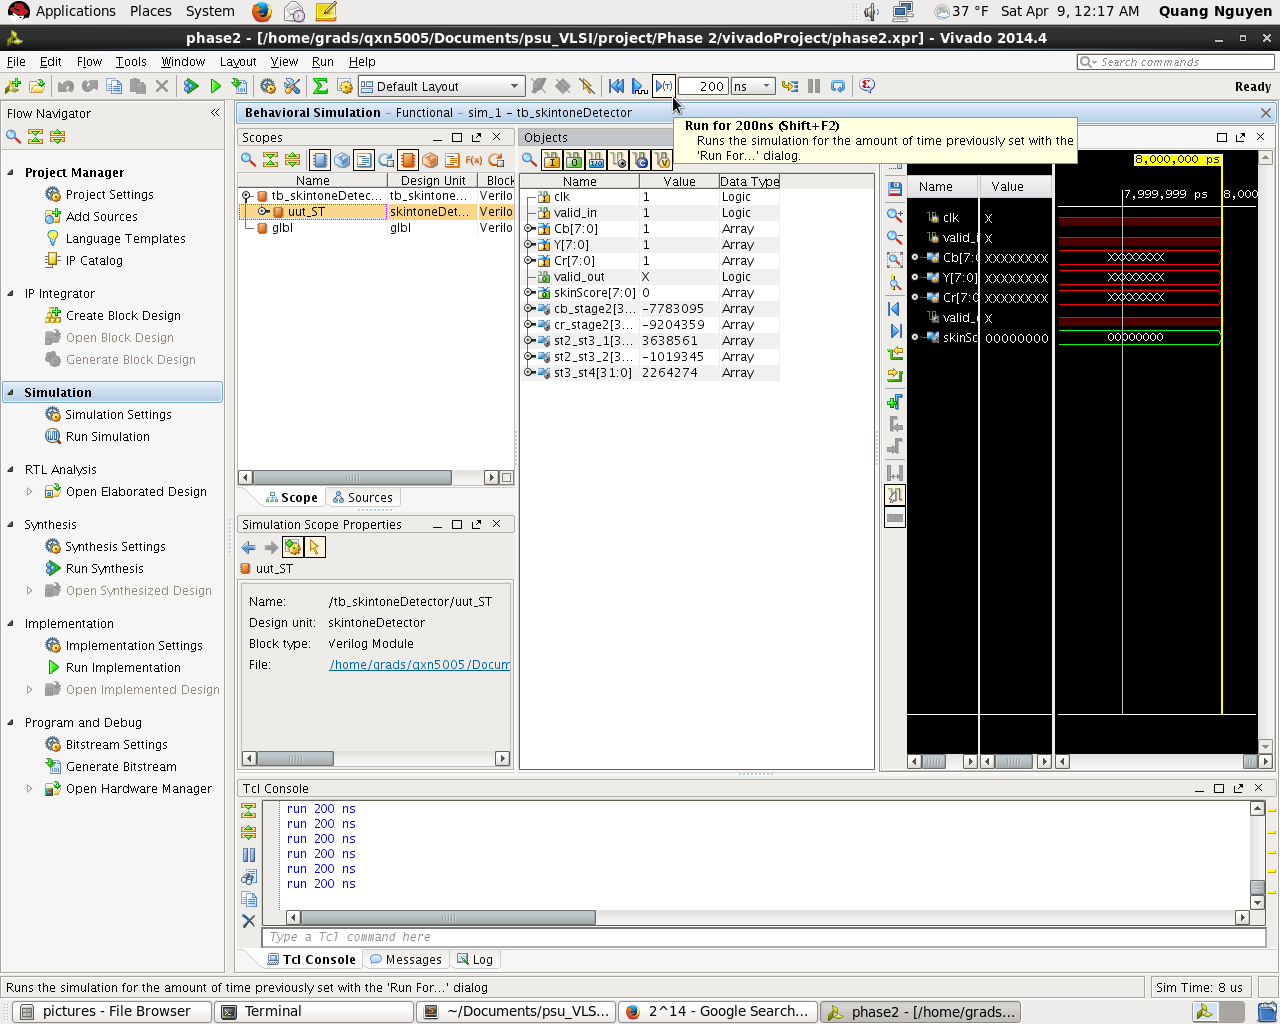 Applications Places System 37 °F Sat Apr 9, 12:17 AM Quang Nguyen
phase2 - [/home/grads/qxn5005/Documents/psu_VLSI/project/Phase 2/vivadoProject/phase2.xpr] - Vivado 2014.4
File Edit Flow Tools Window Layout View Run Help
Search commands
Default Layout 200 ns Ready
Flow Navigator
Project Manager
Project Settings
Add Sources
Language Templates
IP Catalog
IP Integrator
Create Block Design
Open Block Design
Generate Block Design
Simulation
Simulation Settings
Run Simulation
RTL Analysis
Open Elaborated Design
Synthesis
Synthesis Settings
Run Synthesis
Open Synthesized Design
Implementation
Implementation Settings
Run Implementation
Open Implemented Design
Program and Debug
Bitstream Settings
Generate Bitstream
Open Hardware Manager
Behavioral Simulation - Functional - sim_1 - tb_skintoneDetector
Run for 200ns (Shift+F2)
Runs the simulation for the amount of time previously set with the
'Run For...' dialog.
Scopes
Name Design Unit Block
tb_skintoneDetec... tb_skintone... Verilo
uut_ST skintoneDet... Verilo
glbl glbl Verilo
Scope Sources
Simulation Scope Properties
uut_ST
Name: /tb_skintoneDetector/uut_ST
Design unit: skintoneDetector
Block type: Verilog Module
File: /home/grads/qxn5005/Docum
Objects
Name Value Data Type
clk 1 Logic
valid_in 1 Logic
Cb[7:0] 1 Array
Y[7:0] 1 Array
Cr[7:0] 1 Array
valid_out X Logic
skinScore[7:0] 0 Array
cb_stage2[3... -7783095 Array
cr_stage2[3... -9204359 Array
st2_st3_1[3... 3638561 Array
st2_st3_2[3... -1019345 Array
st3_st4[31:0] 2264274 Array
8,000,000 ps
Name Value 7,999,999 ps 8,000
clk X
valid_i X
Cb[7:0 XXXXXXXX XXXXXXXX
Y[7:0] XXXXXXXX XXXXXXXX
Cr[7:0 XXXXXXXX XXXXXXXX
valid_ X
skinSc 00000000 00000000
Tcl Console
run 200 ns
run 200 ns
run 200 ns
run 200 ns
run 200 ns
run 200 ns
Type a Tcl command here
Tcl Console Messages Log
Runs the simulation for the amount of time previously set with the 'Run For...' dialog Sim Time: 8 us
pictures - File Browser Terminal ~/Documents/psu_VLS... 2^14 - Google Search... phase2 - [/home/grads...